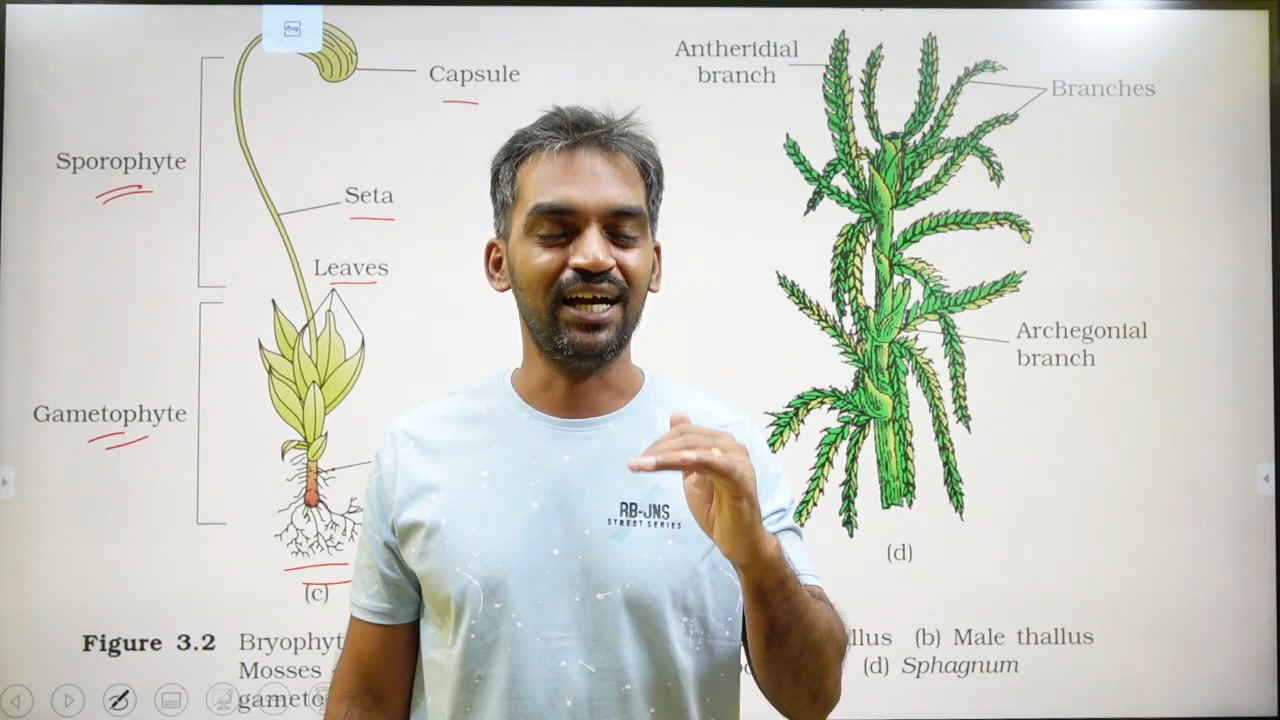 Capsule
Sporophyte
Seta
Leaves
Gametophyte
(c)
Antheridial
branch
Branches
Archegonial
branch
(d)
RB-JNS
STREET SERIES
Figure 3.2 Bryophyt
llus (b) Male thallus
Mosses
(d) Sphagnum
gameto